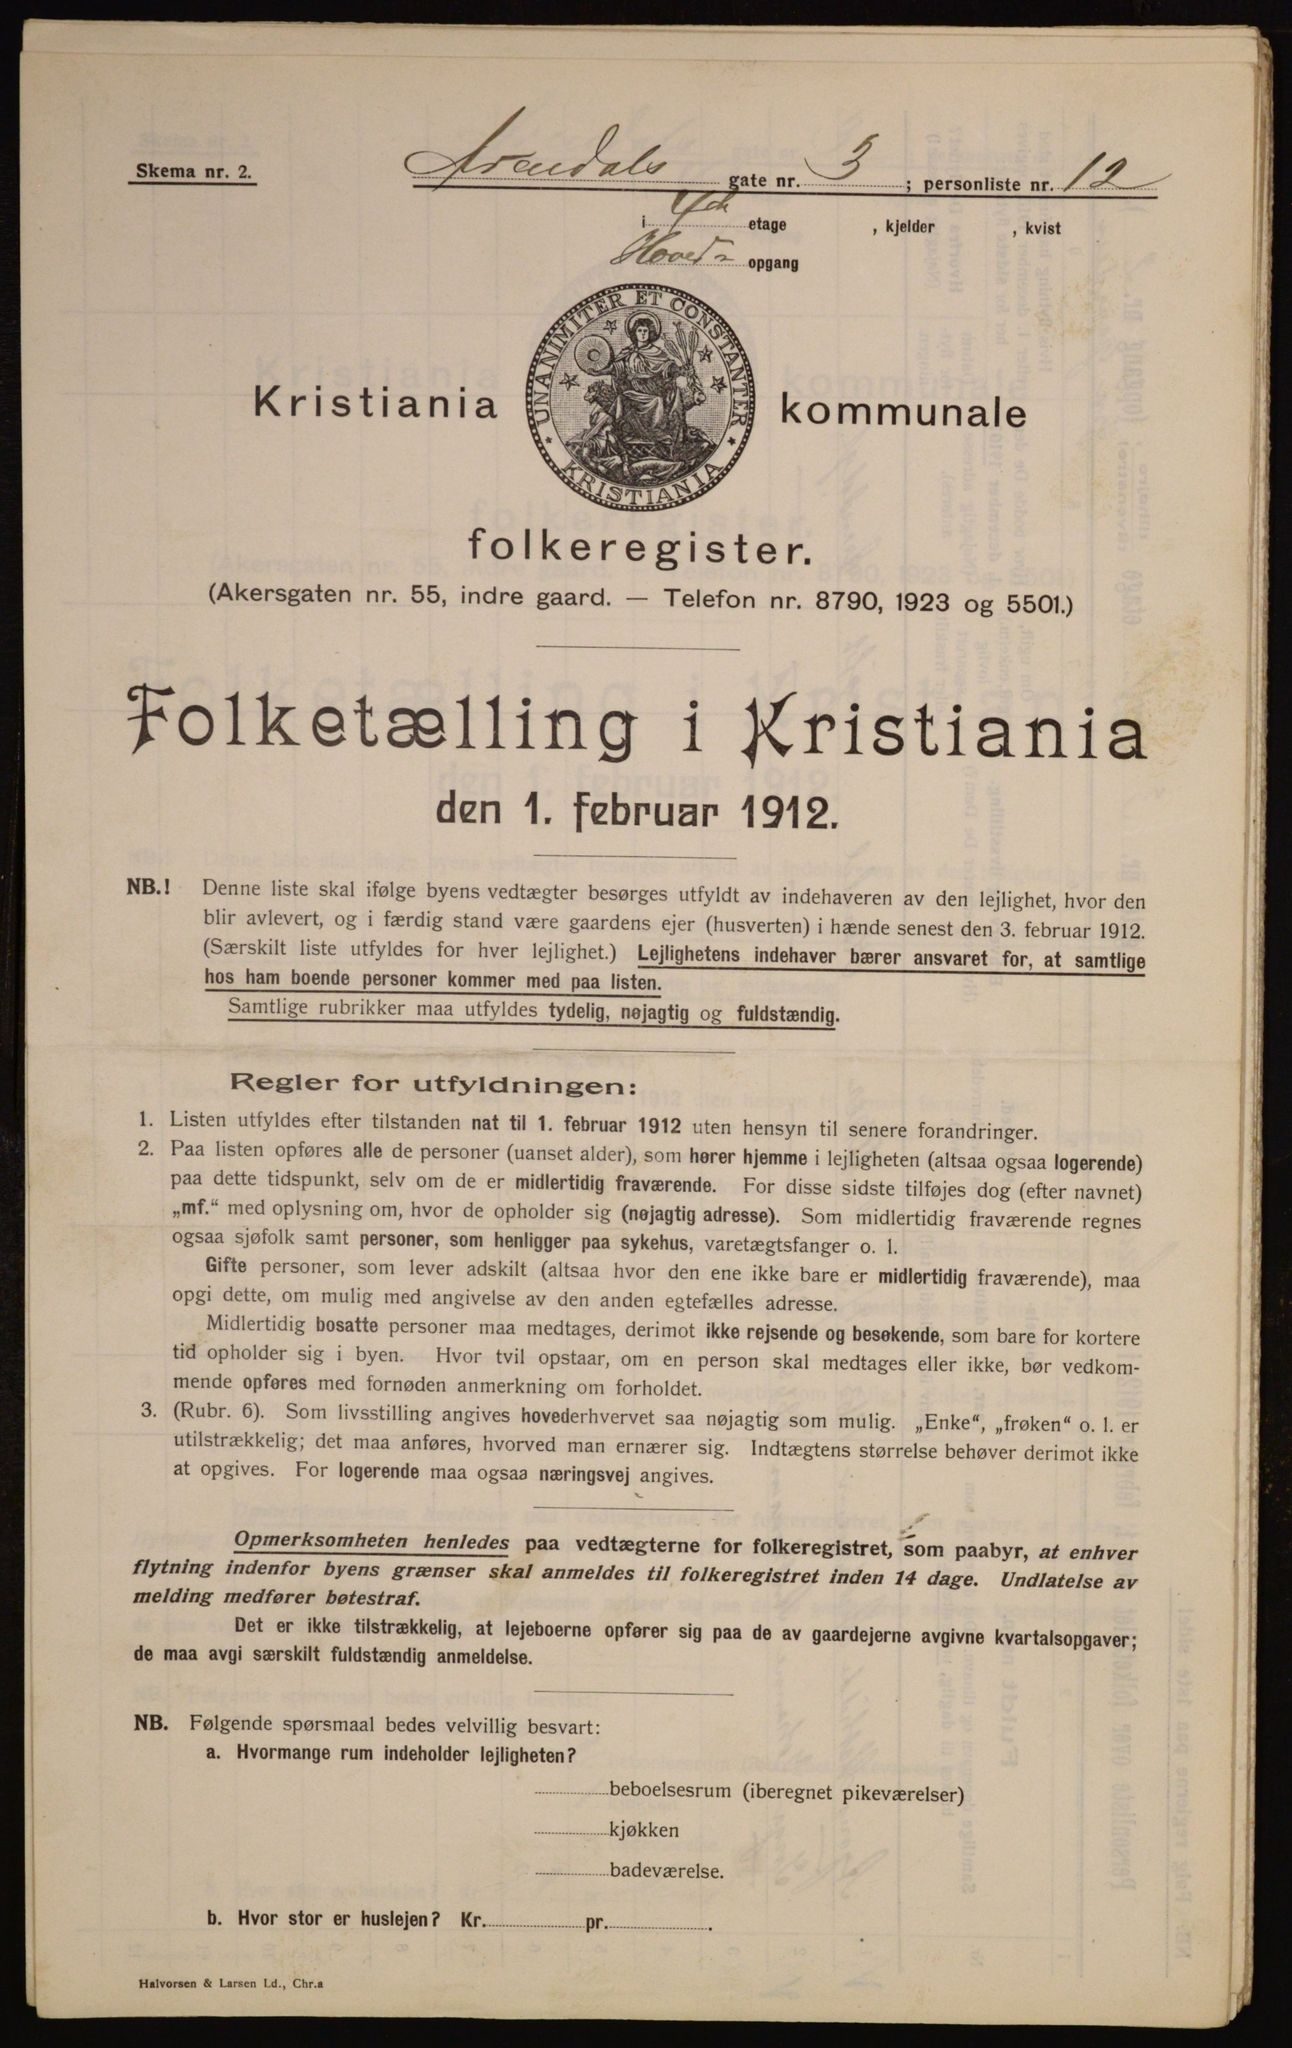 Skema nr. 2.
Arendals gate nr. 3 ; personliste nr. 12
i 4de etage , kjelder , kvist
Hoved- opgang
UNANIMITER ET CONSTANTER
KRISTIANIA
Kristiania kommunale
folkeregister.
(Akersgaten nr. 55, indre gaard. — Telefon nr. 8790, 1923 og 5501.)
Folketælling i Kristiania
den 1. februar 1912.
NB.! Denne liste skal ifølge byens vedtægter besørges utfyldt av indehaveren av den lejlighet, hvor den
blir avlevert, og i færdig stand være gaardens ejer (husverten) i hænde senest den 3. februar 1912.
(Særskilt liste utfyldes for hver lejlighet.) Lejlighetens indehaver bærer ansvaret for, at samtlige
hos ham boende personer kommer med paa listen.
Samtlige rubrikker maa utfyldes tydelig, nøjagtig og fuldstændig.
Regler for utfyldningen:
1. Listen utfyldes efter tilstanden nat til 1. februar 1912 uten hensyn til senere forandringer.
2. Paa listen opføres alle de personer (uanset alder), som hører hjemme i lejligheten (altsaa ogsaa logerende)
paa dette tidspunkt, selv om de er midlertidig fraværende. For disse sidste tilføjes dog (efter navnet)
„mf.“ med oplysning om, hvor de opholder sig (nøjagtig adresse). Som midlertidig fraværende regnes
ogsaa sjøfolk samt personer, som henligger paa sykehus, varetægtsfanger o. l.
Gifte personer, som lever adskilt (altsaa hvor den ene ikke bare er midlertidig fraværende), maa
opgi dette, om mulig med angivelse av den anden egtefælles adresse.
Midlertidig bosatte personer maa medtages, derimot ikke rejsende og besøkende, som bare for kortere
tid opholder sig i byen. Hvor tvil opstaar, om en person skal medtages eller ikke, bør vedkom-
mende opføres med fornøden anmerkning om forholdet.
3. (Rubr. 6). Som livsstilling angives hovederhvervet saa nøjagtig som mulig. „Enke“, „frøken“ o. l. er
utilstrækkelig; det maa anføres, hvorved man ernærer sig. Indtægtens størrelse behøver derimot ikke
at opgives. For logerende maa ogsaa næringsvej angives.
Opmerksomheten henledes paa vedtægterne for folkeregistret, som paabyr, at enhver
flytning indenfor byens grænser skal anmeldes til folkeregistret inden 14 dage. Undlatelse av
melding medfører bøtestraf.
Det er ikke tilstrækkelig, at lejeboerne opfører sig paa de av gaardejerne avgivne kvartalsopgaver;
de maa avgi særskilt fuldstændig anmeldelse.
NB. Følgende spørsmaal bedes velvillig besvart:
a. Hvormange rum indeholder lejligheten?
beboelsesrum (iberegnet pikeværelser)
kjøkken
badeværelse.
b. Hvor stor er huslejen? Kr. pr. .
Halvorsen & Larsen Ld., Chr.a